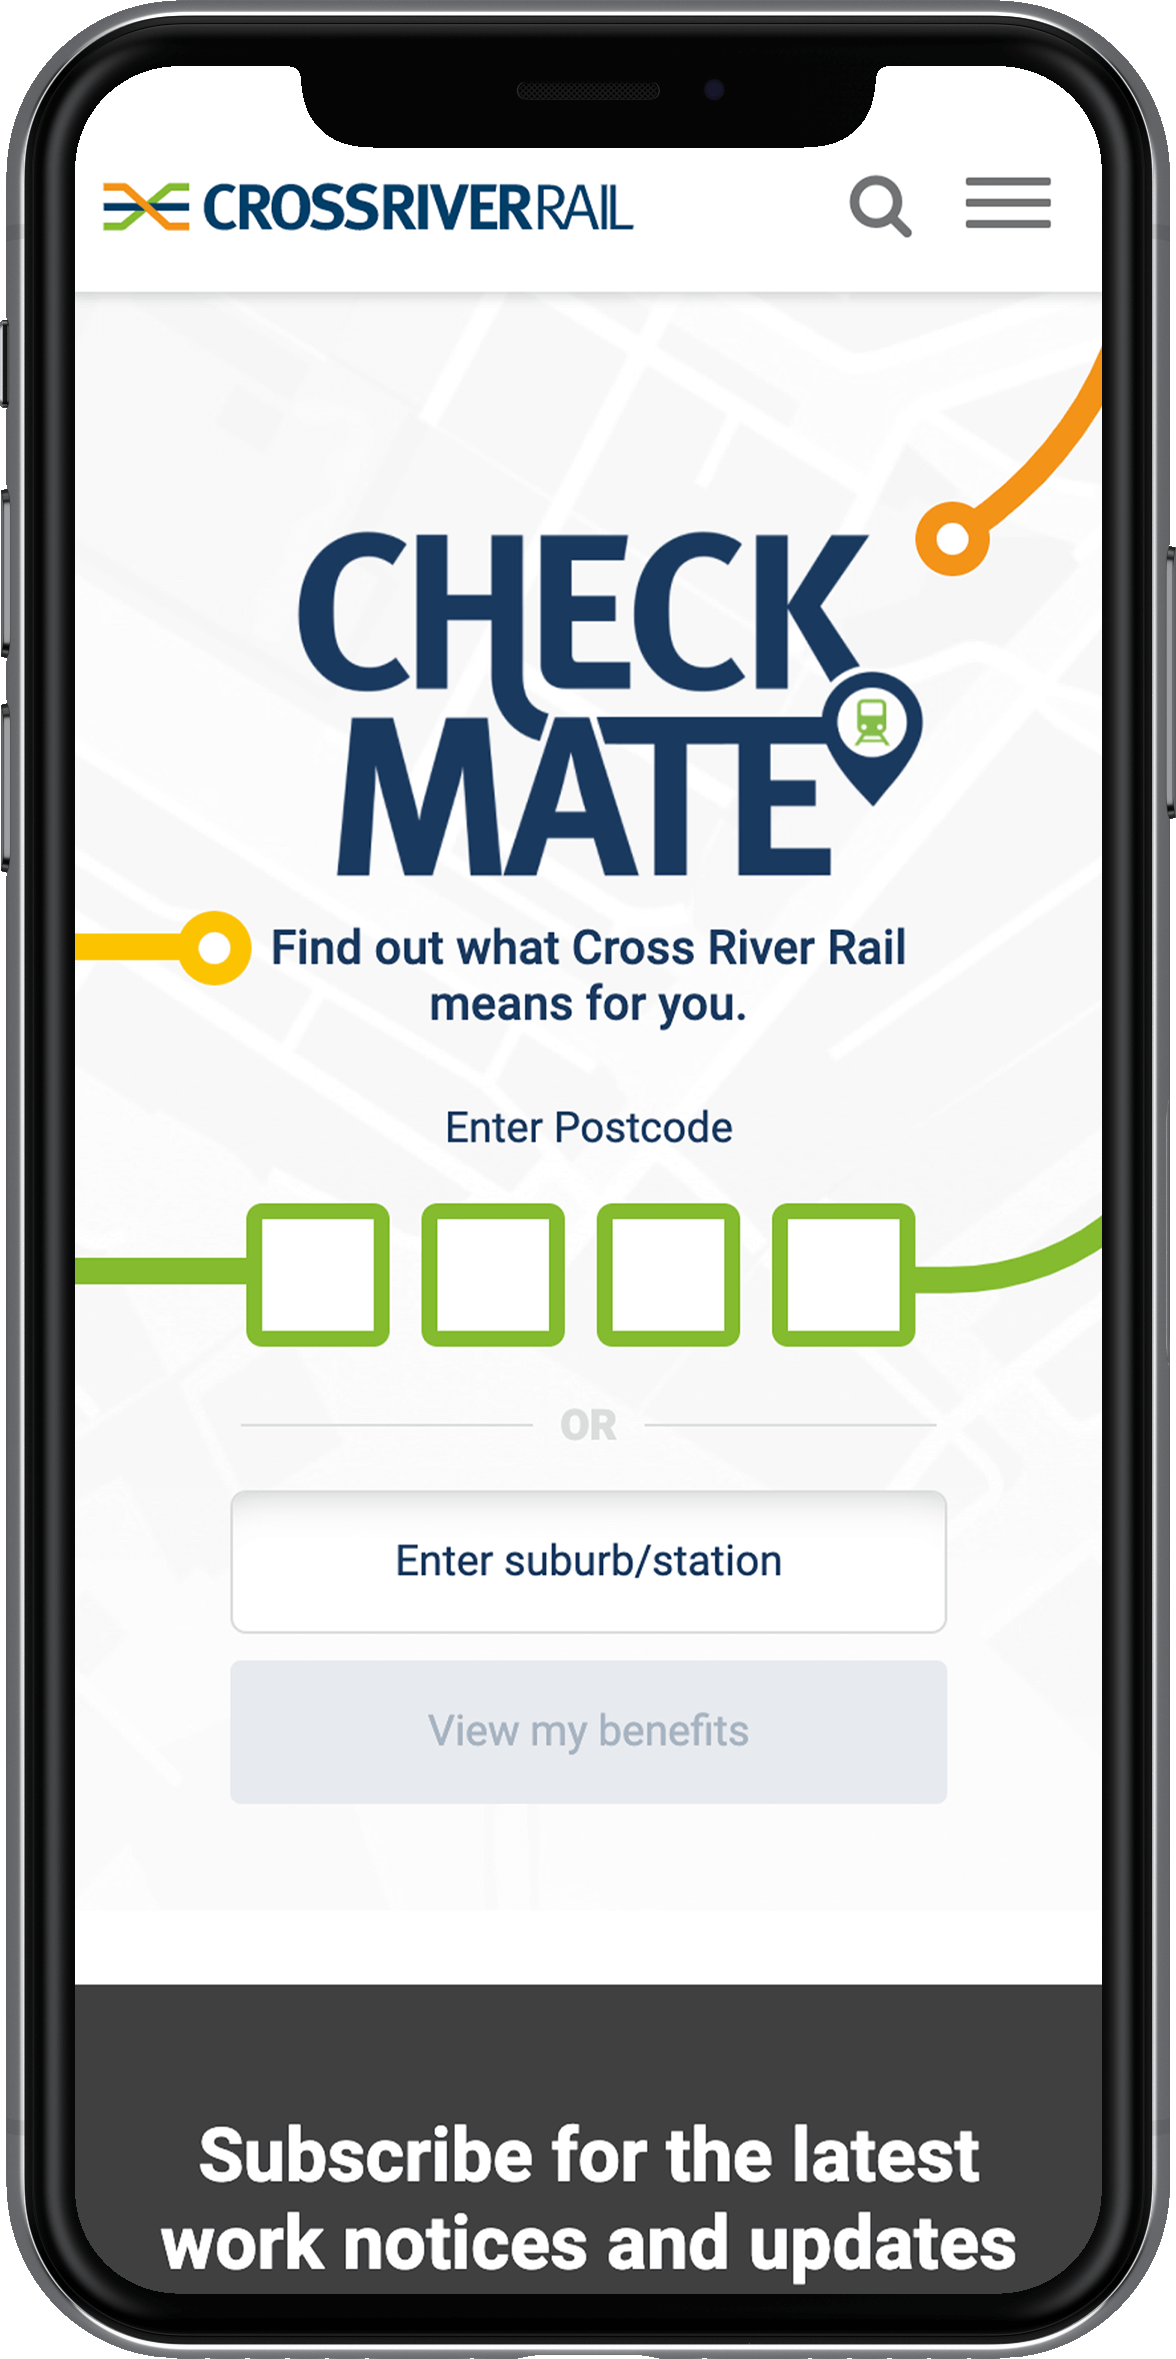 CROSSRIVERRAIL
CHECK
MATE
Find out what Cross River Rail
means for you.
Enter Postcode
OR
Enter suburb/station
View my benefits
Subscribe for the latest
work notices and updates